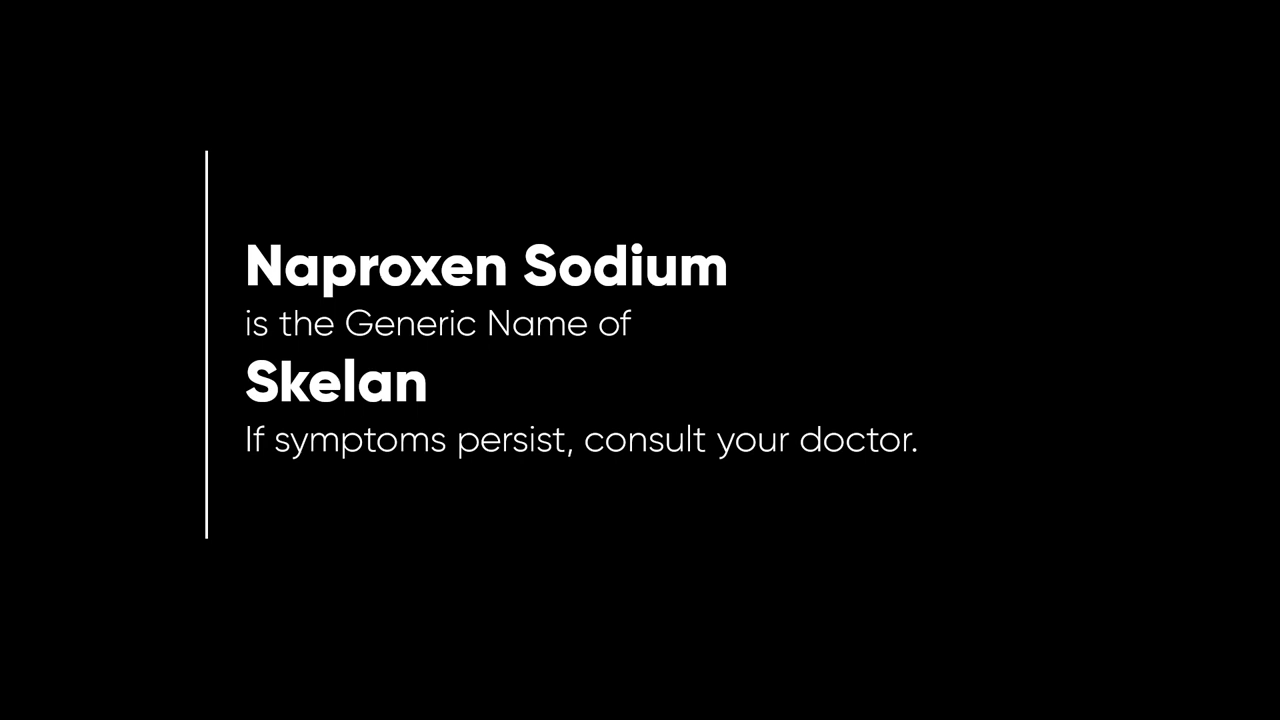 Naproxen Sodium
is the Generic Name of
Skelan
If symptoms persist, consult your doctor.